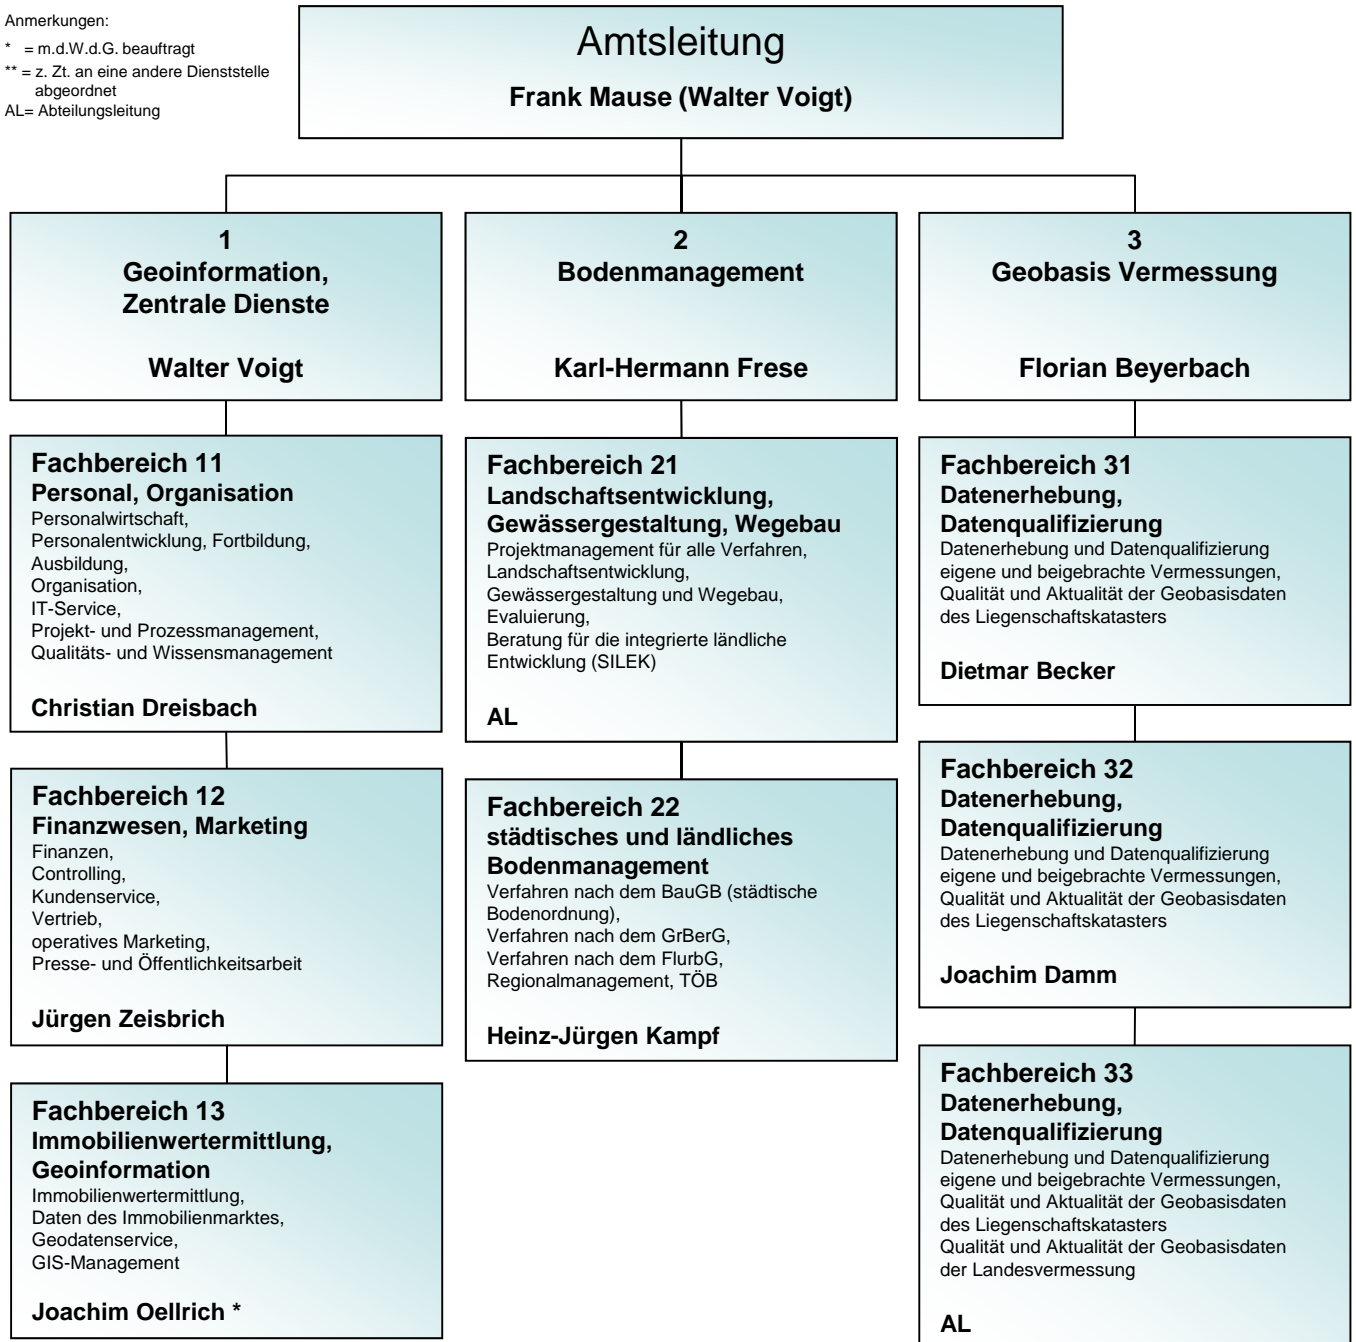 Anmerkungen:
* = m.d.W.d.G. beauftragt
** = z. Zt. an eine andere Dienststelle
abgeordnet
AL= Abteilungsleitung
Amtsleitung
Frank Mause (Walter Voigt)
1
Geoinformation,
Zentrale Dienste
Walter Voigt
Fachbereich 11
Personal, Organisation
Personalwirtschaft,
Personalentwicklung, Fortbildung,
Ausbildung,
Organisation,
IT-Service,
Projekt- und Prozessmanagement,
Qualitäts- und Wissensmanagement
Christian Dreisbach
Fachbereich 12
Finanzwesen, Marketing
Finanzen,
Controlling,
Kundenservice,
Vertrieb,
operatives Marketing,
Presse- und Öffentlichkeitsarbeit
Jürgen Zeisbrich
Fachbereich 13
Immobilienwertermittlung,
Geoinformation
Immobilienwertermittlung,
Daten des Immobilienmarktes,
Geodatenservice,
GIS-Management
Joachim Oellrich *
2
Bodenmanagement
Karl-Hermann Frese
Fachbereich 21
Landschaftsentwicklung,
Gewässergestaltung, Wegebau
Projektmanagement für alle Verfahren,
Landschaftsentwicklung,
Gewässergestaltung und Wegebau,
Evaluierung,
Beratung für die integrierte ländliche
Entwicklung (SILEK)
AL
Fachbereich 22
städtisches und ländliches
Bodenmanagement
Verfahren nach dem BauGB (städtische
Bodenordnung),
Verfahren nach dem GrBerG,
Verfahren nach dem FlurbG,
Regionalmanagement, TÖB
Heinz-Jürgen Kampf
3
Geobasis Vermessung
Florian Beyerbach
Fachbereich 31
Datenerhebung,
Datenqualifizierung
Datenerhebung und Datenqualifizierung
eigene und beigebrachte Vermessungen,
Qualität und Aktualität der Geobasisdaten
des Liegenschaftskatasters
Dietmar Becker
Fachbereich 32
Datenerhebung,
Datenqualifizierung
Datenerhebung und Datenqualifizierung
eigene und beigebrachte Vermessungen,
Qualität und Aktualität der Geobasisdaten
des Liegenschaftskatasters
Joachim Damm
Fachbereich 33
Datenerhebung,
Datenqualifizierung
Datenerhebung und Datenqualifizierung
eigene und beigebrachte Vermessungen,
Qualität und Aktualität der Geobasisdaten
des Liegenschaftskatasters
Qualität und Aktualität der Geobasisdaten
der Landesvermessung
AL